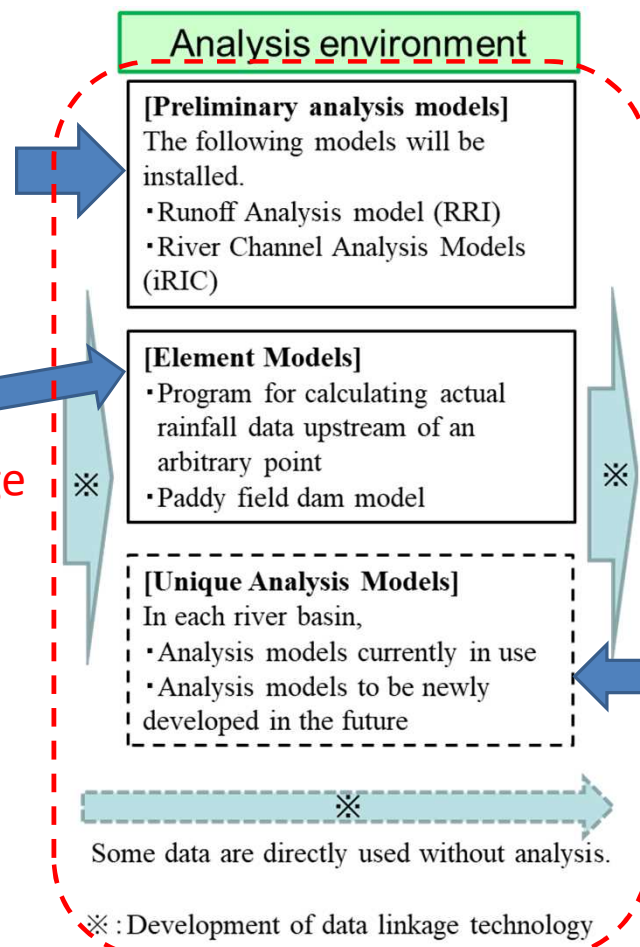 Analysis environment
[Preliminary analysis models]
The following models will be
installed.
・Runoff Analysis model (RRI)
・River Channel Analysis Models
(iRIC)
[Element Models]
・Program for calculating actual
rainfall data upstream of an
arbitrary point
・Paddy field dam model
※
※
[Unique Analysis Models]
In each river basin,
・Analysis models currently in use
・Analysis models to be newly
developed in the future
※
Some data are directly used without analysis.
※ : Development of data linkage technology